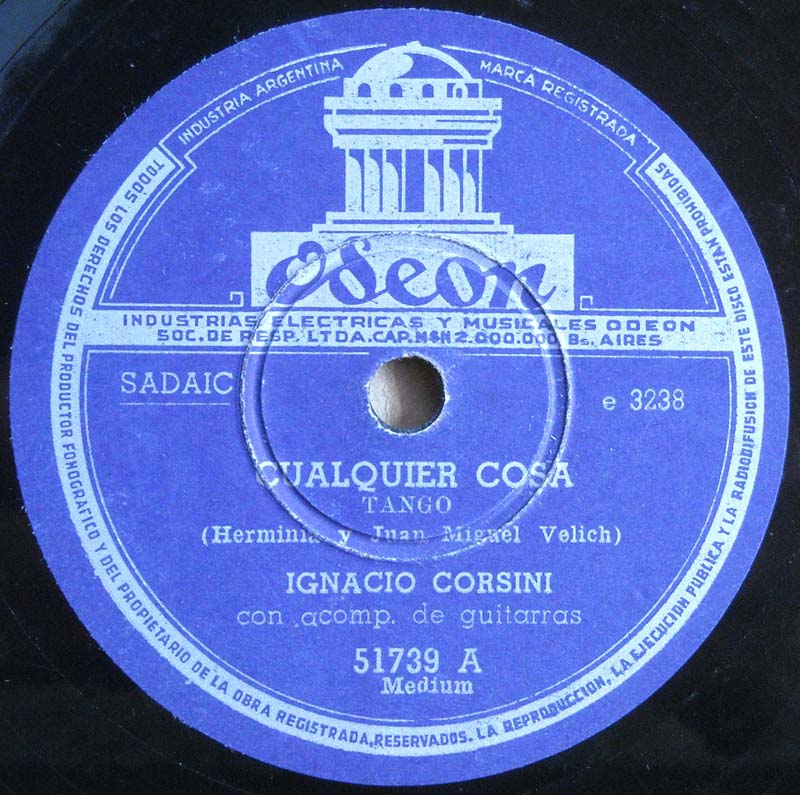 INDUSTRIA ARGENTINA
MARCA REGISTRADA
Odeon
INDUSTRIAS ELECTRICAS Y MUSICALES ODEON
SOC. DE RESP. LTDA. CAP. M$N 2.000.000 Bs. AIRES
SADAIC
e 3238
CUALQUIER COSA
TANGO
(Herminia y Juan Miguel Velich)
IGNACIO CORSINI
con acomp. de guitarras
51739 A
Medium
TODOS LOS DERECHOS DEL PRODUCTOR FONOGRAFICO Y DEL PROPIETARIO DE LA OBRA REGISTRADA, RESERVADOS. LA REPRODUCCION, LA EJECUCION PUBLICA Y LA RADIODIFUSION DE ESTE DISCO ESTAN PROHIBIDAS